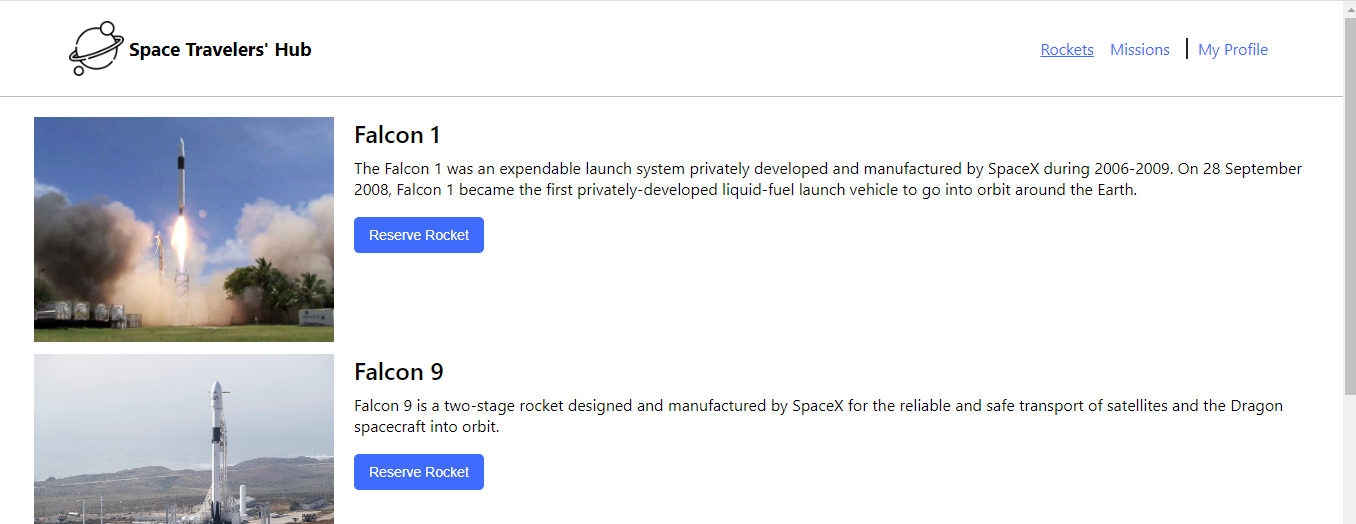 Space Travelers' Hub
Rockets Missions My Profile
Falcon 1
The Falcon 1 was an expendable launch system privately developed and manufactured by SpaceX during 2006-2009. On 28 September
2008, Falcon 1 became the first privately-developed liquid-fuel launch vehicle to go into orbit around the Earth.
Reserve Rocket
Falcon 9
Falcon 9 is a two-stage rocket designed and manufactured by SpaceX for the reliable and safe transport of satellites and the Dragon
spacecraft into orbit.
Reserve Rocket